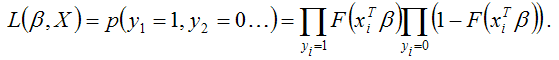 L(β, X) = p(y₁ = 1, y₂ = 0…) = ∏_{yᵢ=1} F(xᵢᵀβ) ∏_{yᵢ=0} (1 − F(xᵢᵀβ)).